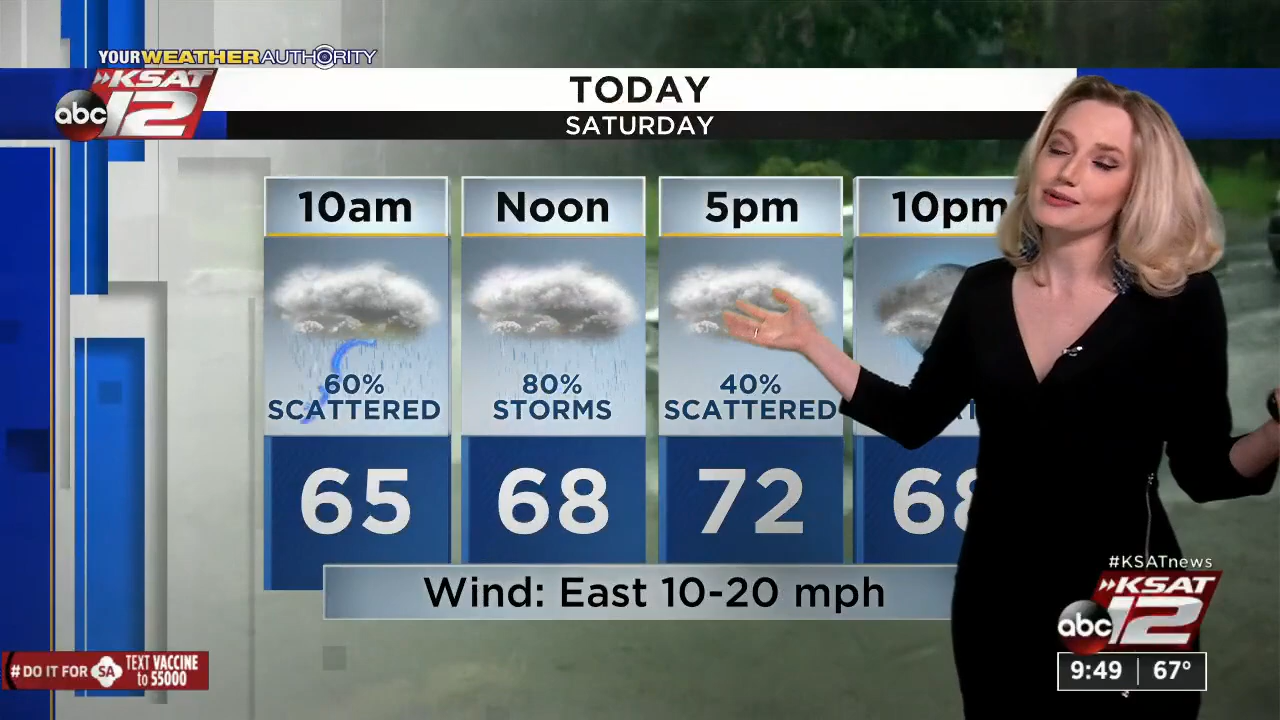 YOURWEATHERAUTHORITY
KSAT
abc 12
TODAY
SATURDAY
10am
Noon
5pm
10pm
60%
SCATTERED
80%
STORMS
40%
SCATTERED
65
68
72
68
Wind: East 10-20 mph
#KSATnews
KSAT
abc 12
9:49 67°
#DO IT FOR SA
TEXT VACCINE
to 55000